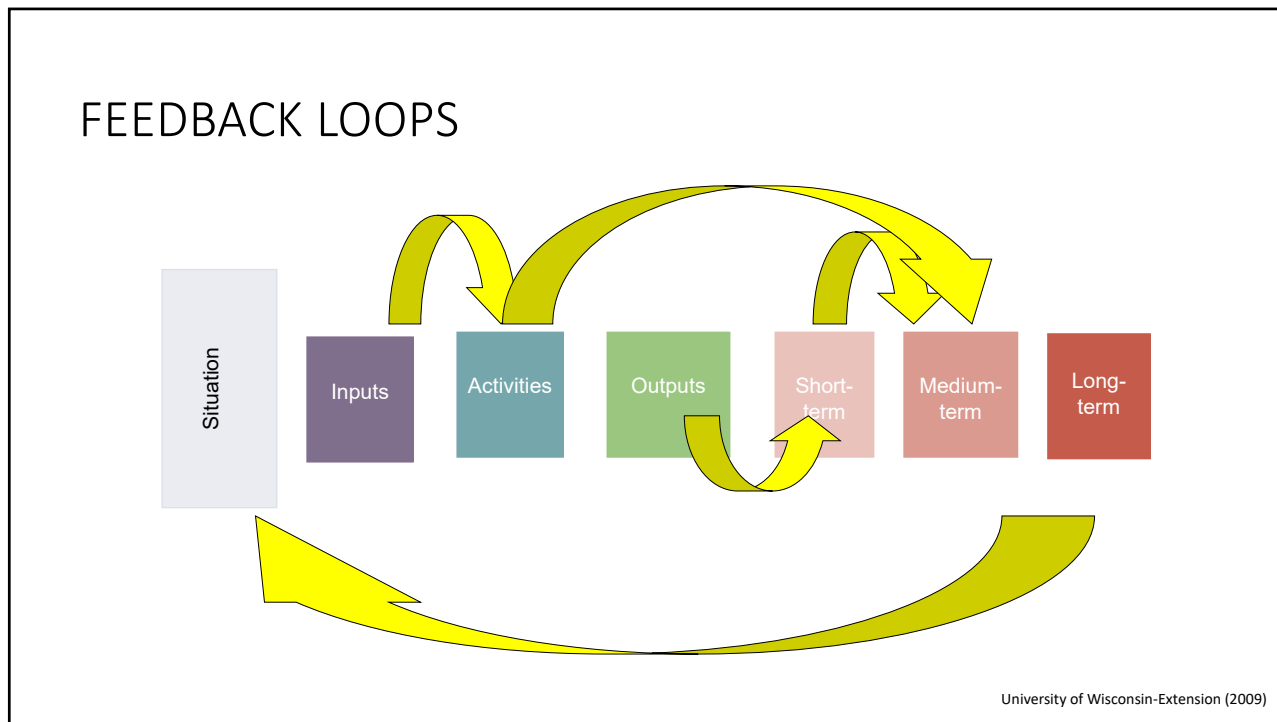 FEEDBACK LOOPS
Situation
Inputs
Activities
Outputs
Short-
term
Medium-
term
Long-
term
University of Wisconsin-Extension (2009)